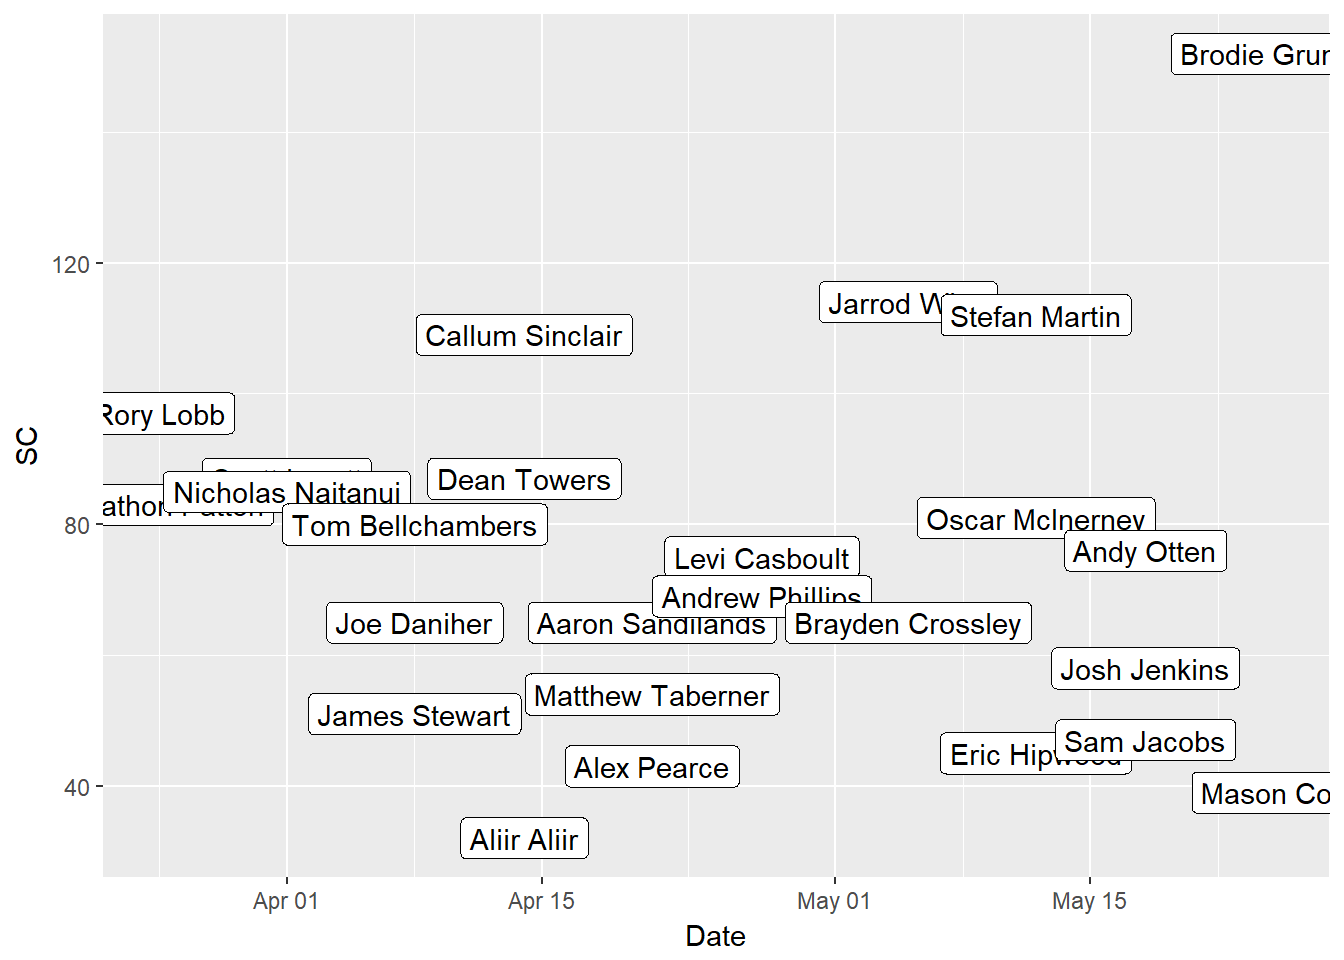 Brodie Grun
120
Jarrod
Stefan Martin
Callum Sinclair
Rory Lobb
SC
Dean Towers
Nicholas Naitanui
80
Tom Bellchambers
Oscar McInerney
Andy Otten
Levi Casboult
Andrew Phillips
Joe Daniher
Aaron Sandilands
Brayden Crossley
Josh Jenkins
Matthew Taberner
James Stewart
Sam Jacobs
Eric Hipwood
Alex Pearce
40
Mason Co
Aliir Aliir
Apr 01
Apr 15
May 01
May 15
Date